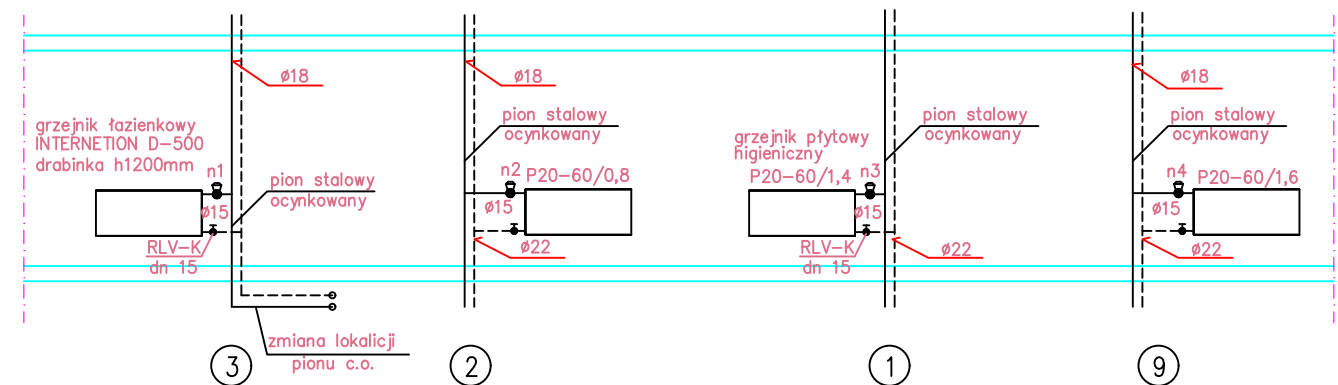 ø18
ø18
ø18
grzejnik łazienkowy
INTERNETION D-500
drabinka h1200mm
n1
pion stalowy
ocynkowany
ø15
RLV-K
dn 15
pion stalowy
ocynkowany
n2 P20-60/0,8
ø15
ø22
grzejnik płytowy
higieniczny
P20-60/1,4 n3
pion stalowy
ocynkowany
ø15
RLV-K
dn 15
ø22
pion stalowy
ocynkowany
n4 P20-60/1,6
ø15
ø22
zmiana lokalicji
pionu c.o.
3
2
1
9